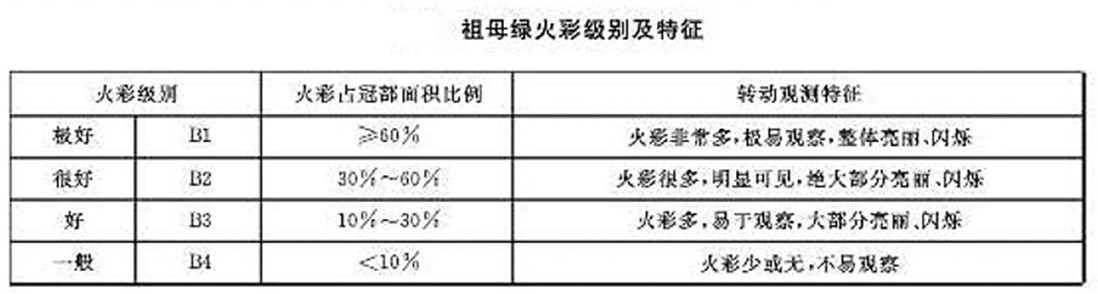 祖母绿火彩级别及特征
火彩级别 火彩占冠部面积比例 转动观测特征
极好 B1 ≥60% 火彩非常多,极易观察,整体亮丽、闪烁
很好 B2 30%~60% 火彩很多,明显可见,绝大部分亮丽、闪烁
好 B3 10%~30% 火彩多,易于观察,大部分亮丽、闪烁
一般 B4 <10% 火彩少或无,不易观察